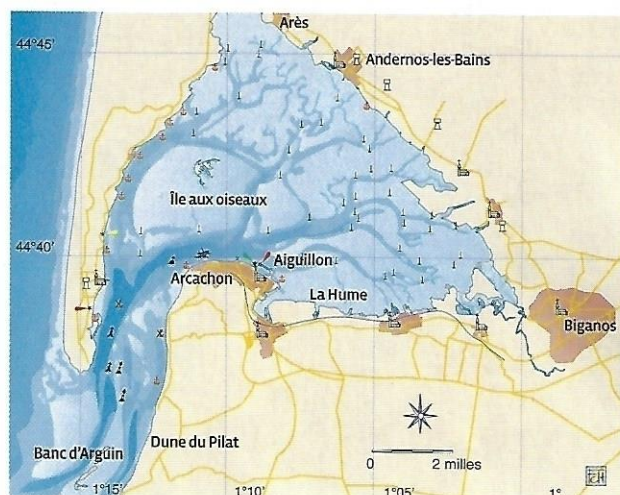 Arès
44°45'
Andernos-les-Bains
Île aux oiseaux
44°40'
Aiguillon
Arcachon
La Hume
Biganos
Banc d'Arguin
Dune du Pilat
0 2 milles
1°15'
1°10'
1°05'
1°